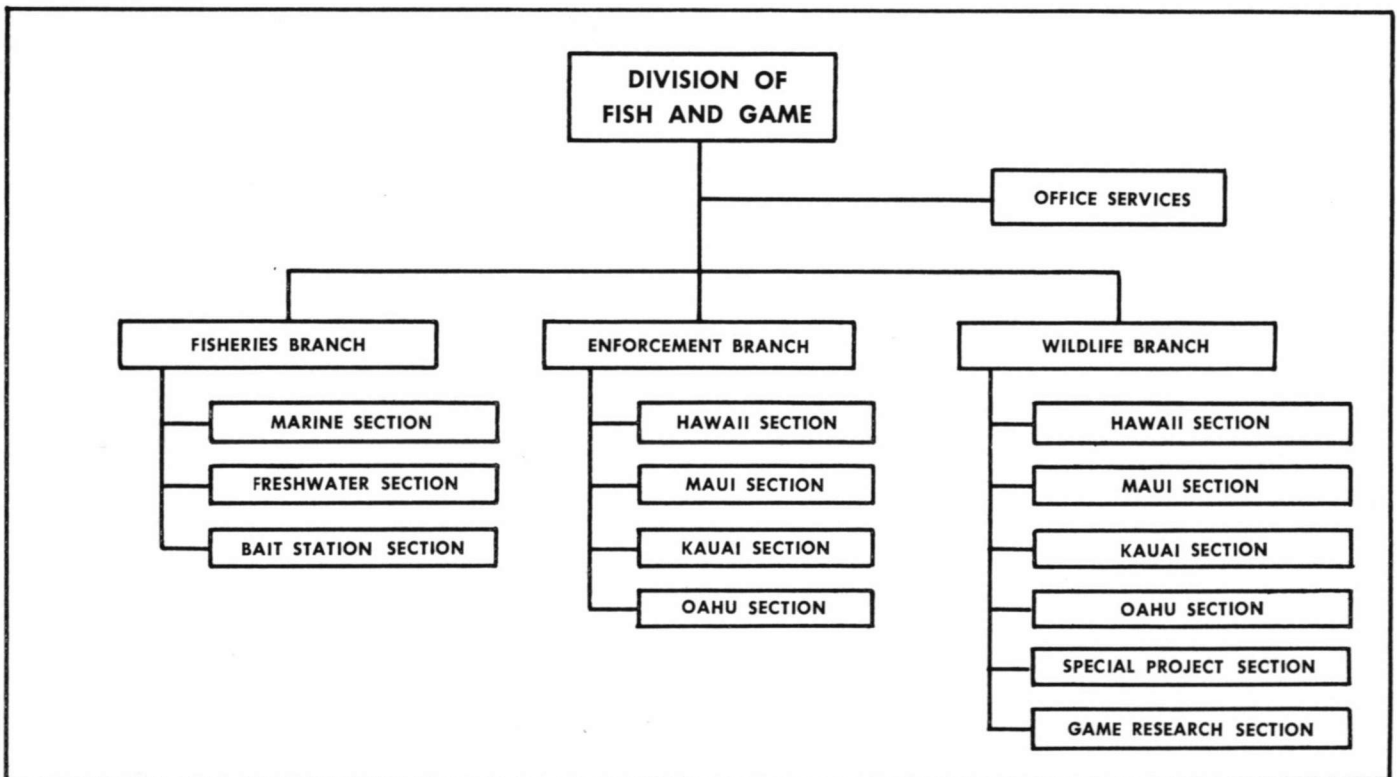 DIVISION OF
FISH AND GAME
OFFICE SERVICES
FISHERIES BRANCH
MARINE SECTION
FRESHWATER SECTION
BAIT STATION SECTION
ENFORCEMENT BRANCH
HAWAII SECTION
MAUI SECTION
KAUAI SECTION
OAHU SECTION
WILDLIFE BRANCH
HAWAII SECTION
MAUI SECTION
KAUAI SECTION
OAHU SECTION
SPECIAL PROJECT SECTION
GAME RESEARCH SECTION